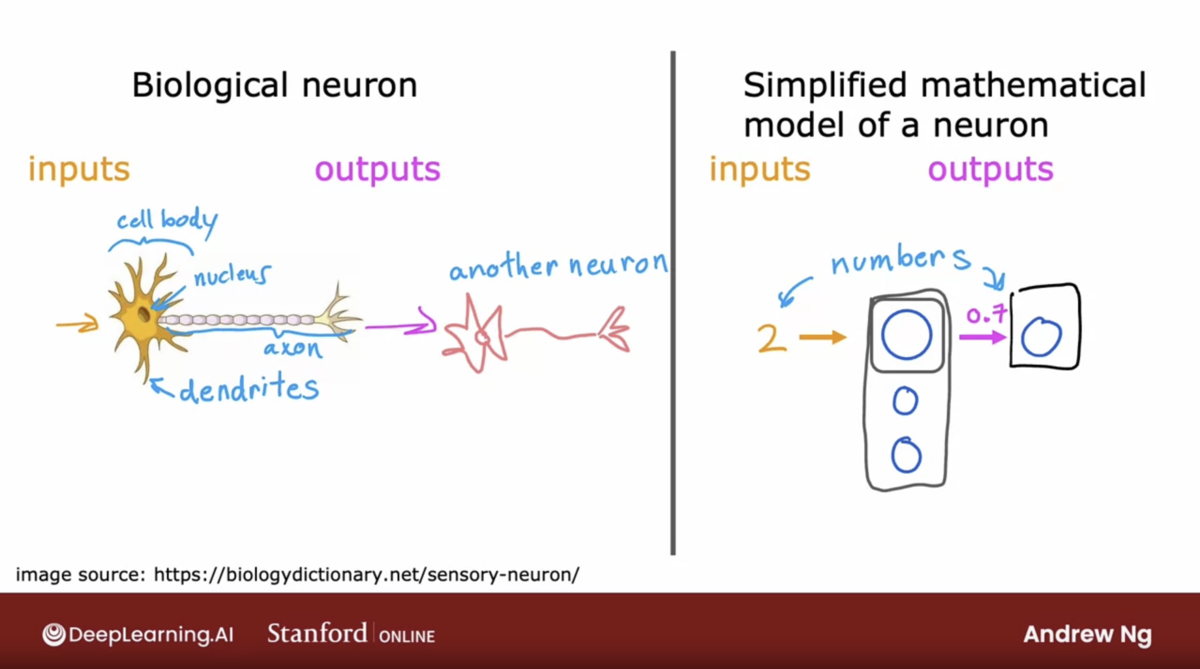 Biological neuron
inputs
outputs
cell body
nucleus
another neuron
axon
dendrites
Simplified mathematical
model of a neuron
inputs
outputs
numbers
2
0.7
image source: https://biologydictionary.net/sensory-neuron/
DeepLearning.AI
Stanford ONLINE
Andrew Ng